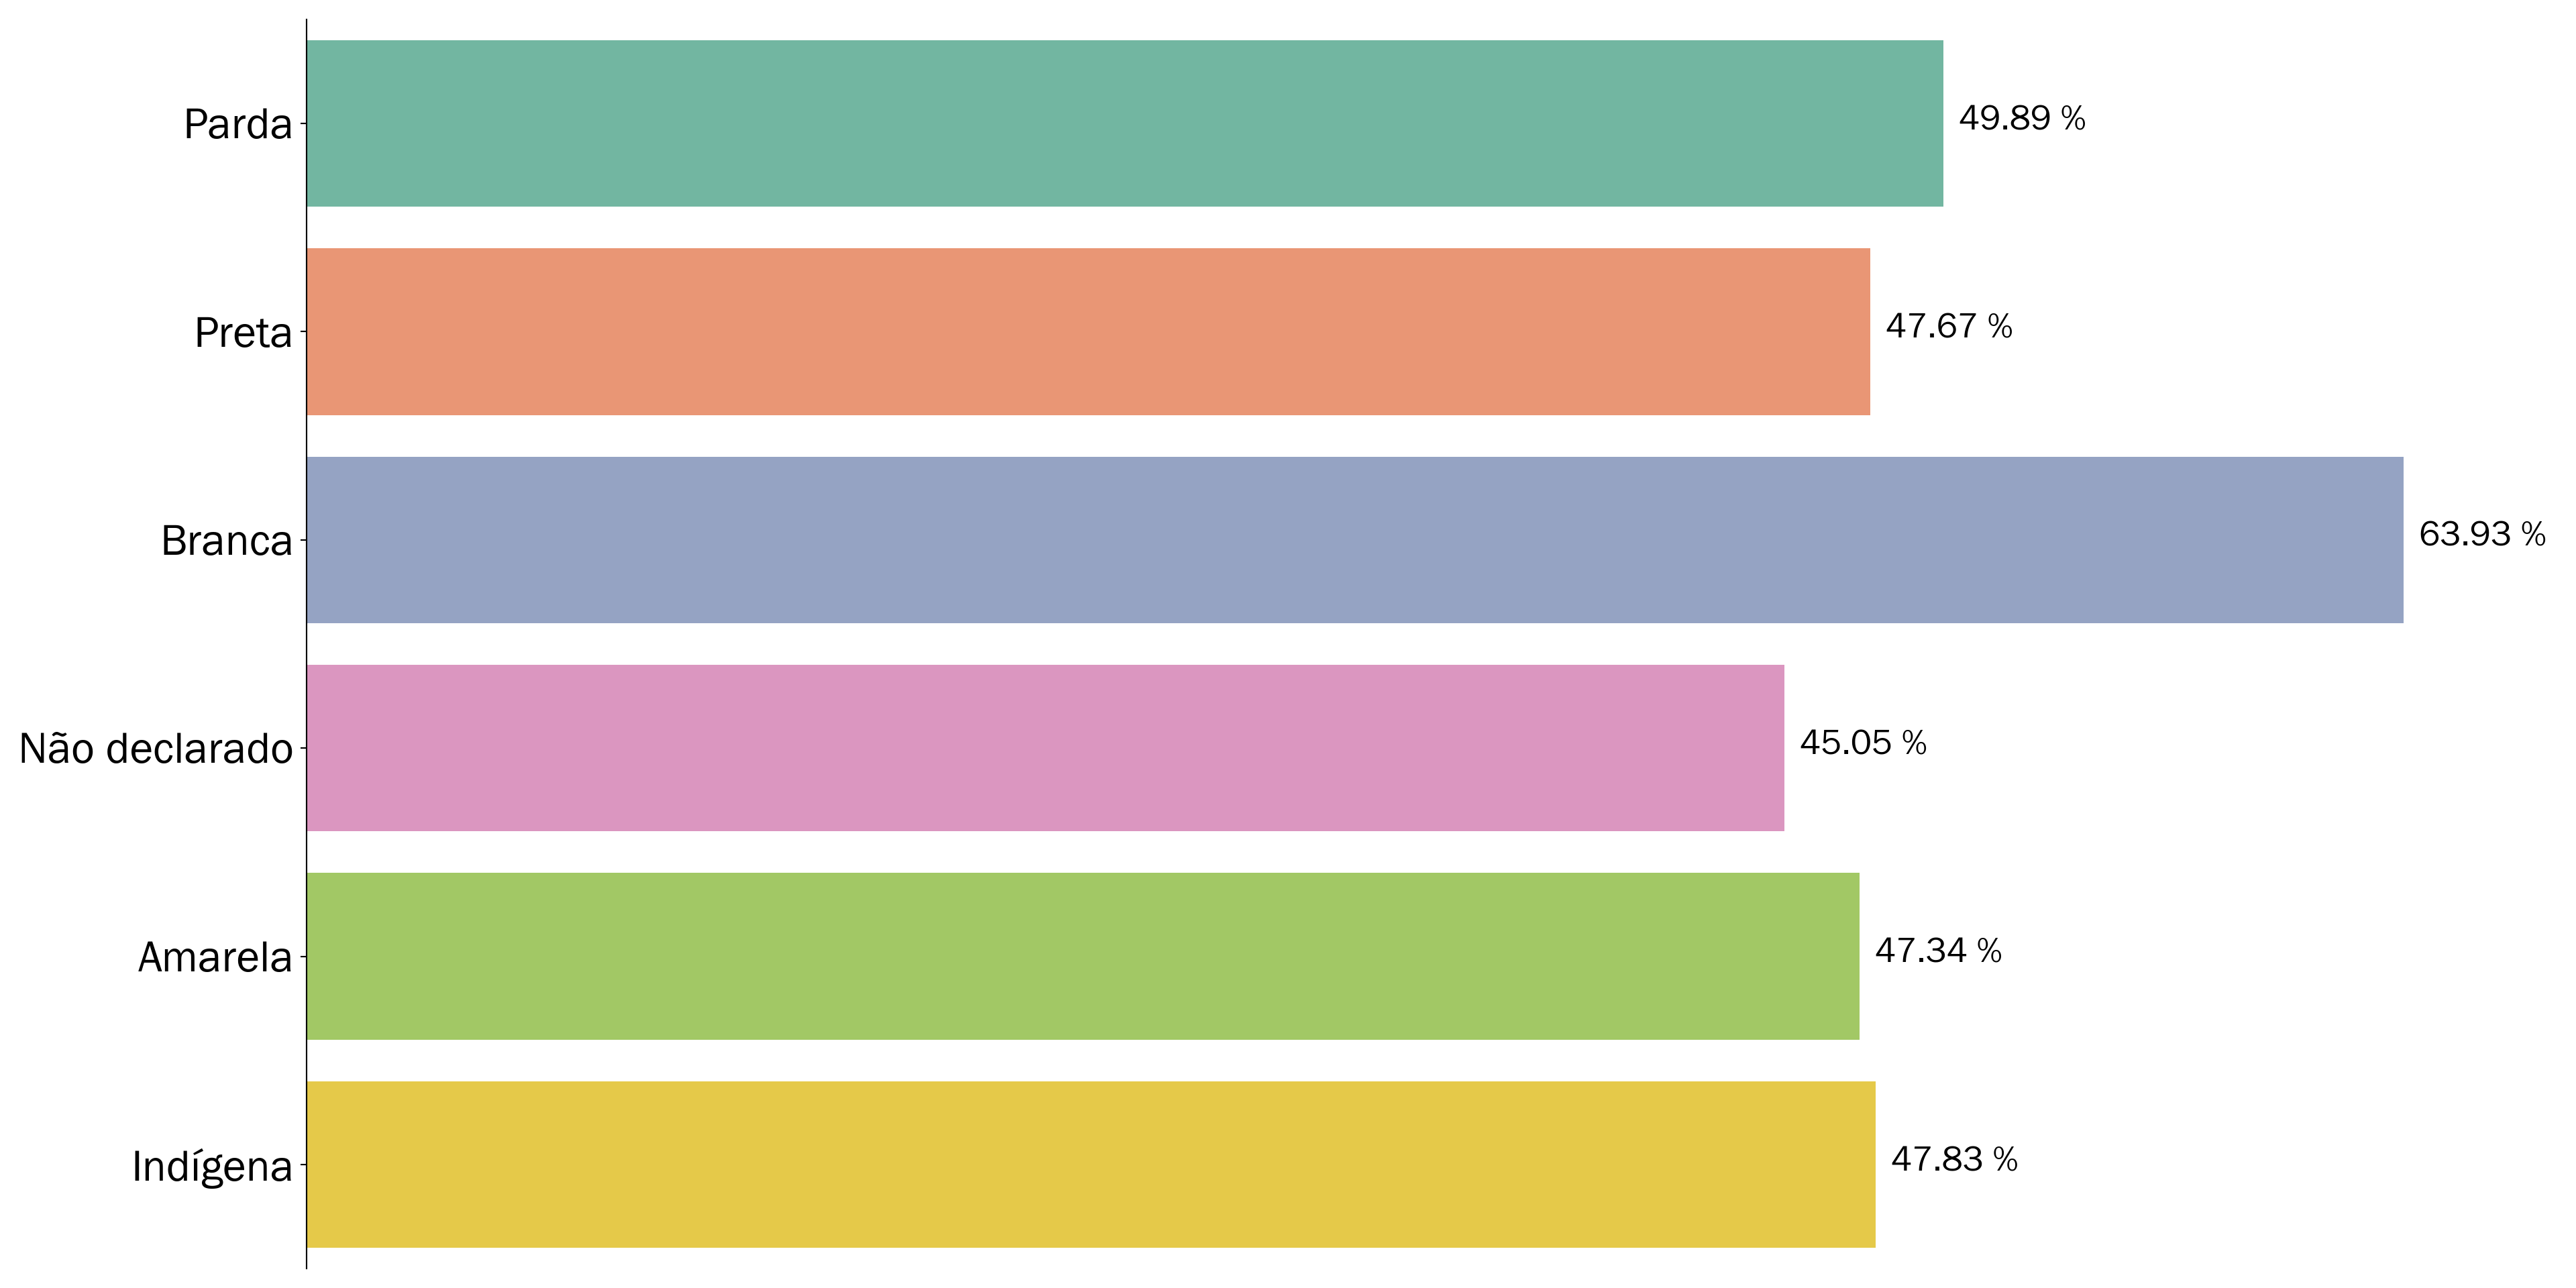 Parda 49.89 %
Preta 47.67 %
Branca 63.93 %
Não declarado 45.05 %
Amarela 47.34 %
Indígena 47.83 %